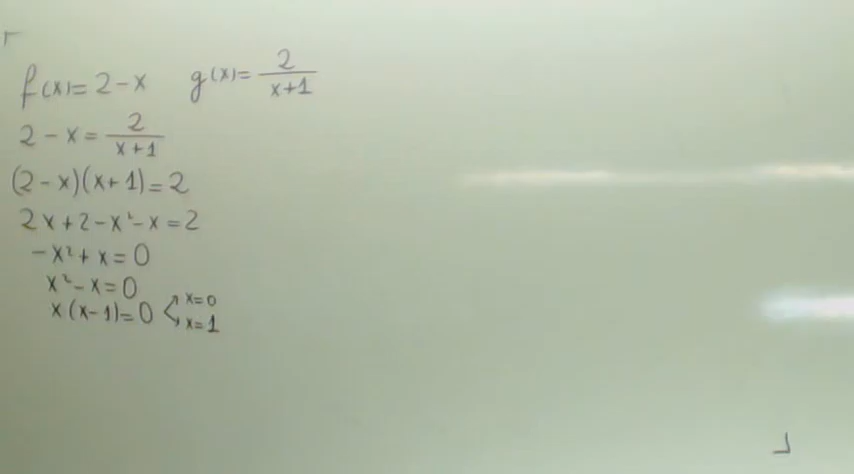 f(x)= 2 - x g(x)= 2/(x+1)
2 - x = 2/(x+1)
(2 - x)(x+1) = 2
2x + 2 - x² - x = 2
- x² + x = 0
x² - x = 0
x(x-1) = 0 x=0
x=1